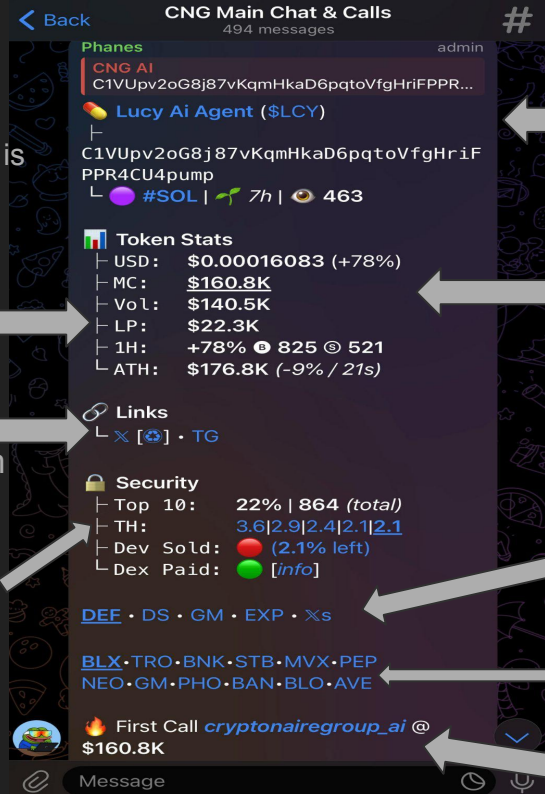 Back
CNG Main Chat & Calls
494 messages
#
Phanes admin
CNG AI
C1VUpv2oG8j87vKqmHkaD6pqtoVfgHriFPPR...
Lucy Ai Agent ($LCY)
is
C1VUpv2oG8j87vKqmHkaD6pqtoVfgHriF
PPR4CU4pump
#SOL | 7h | 463
Token Stats
USD: $0.00016083 (+78%)
MC: $160.8K
Vol: $140.5K
LP: $22.3K
1H: +78% B 825 S 521
ATH: $176.8K (-9% / 21s)
Links
𝕏 [♻] • TG
Security
Top 10: 22% | 864 (total)
TH: 3.6|2.9|2.4|2.1|2.1
Dev Sold: 🔴 (2.1% left)
Dex Paid: 🟢 [info]
DEF • DS • GM • EXP • 𝕏s
BLX•TRO•BNK•STB•MVX•PEP
NEO•GM•PHO•BAN•BLO•AVE
First Call cryptonairegroup_ai @
$160.8K
Message